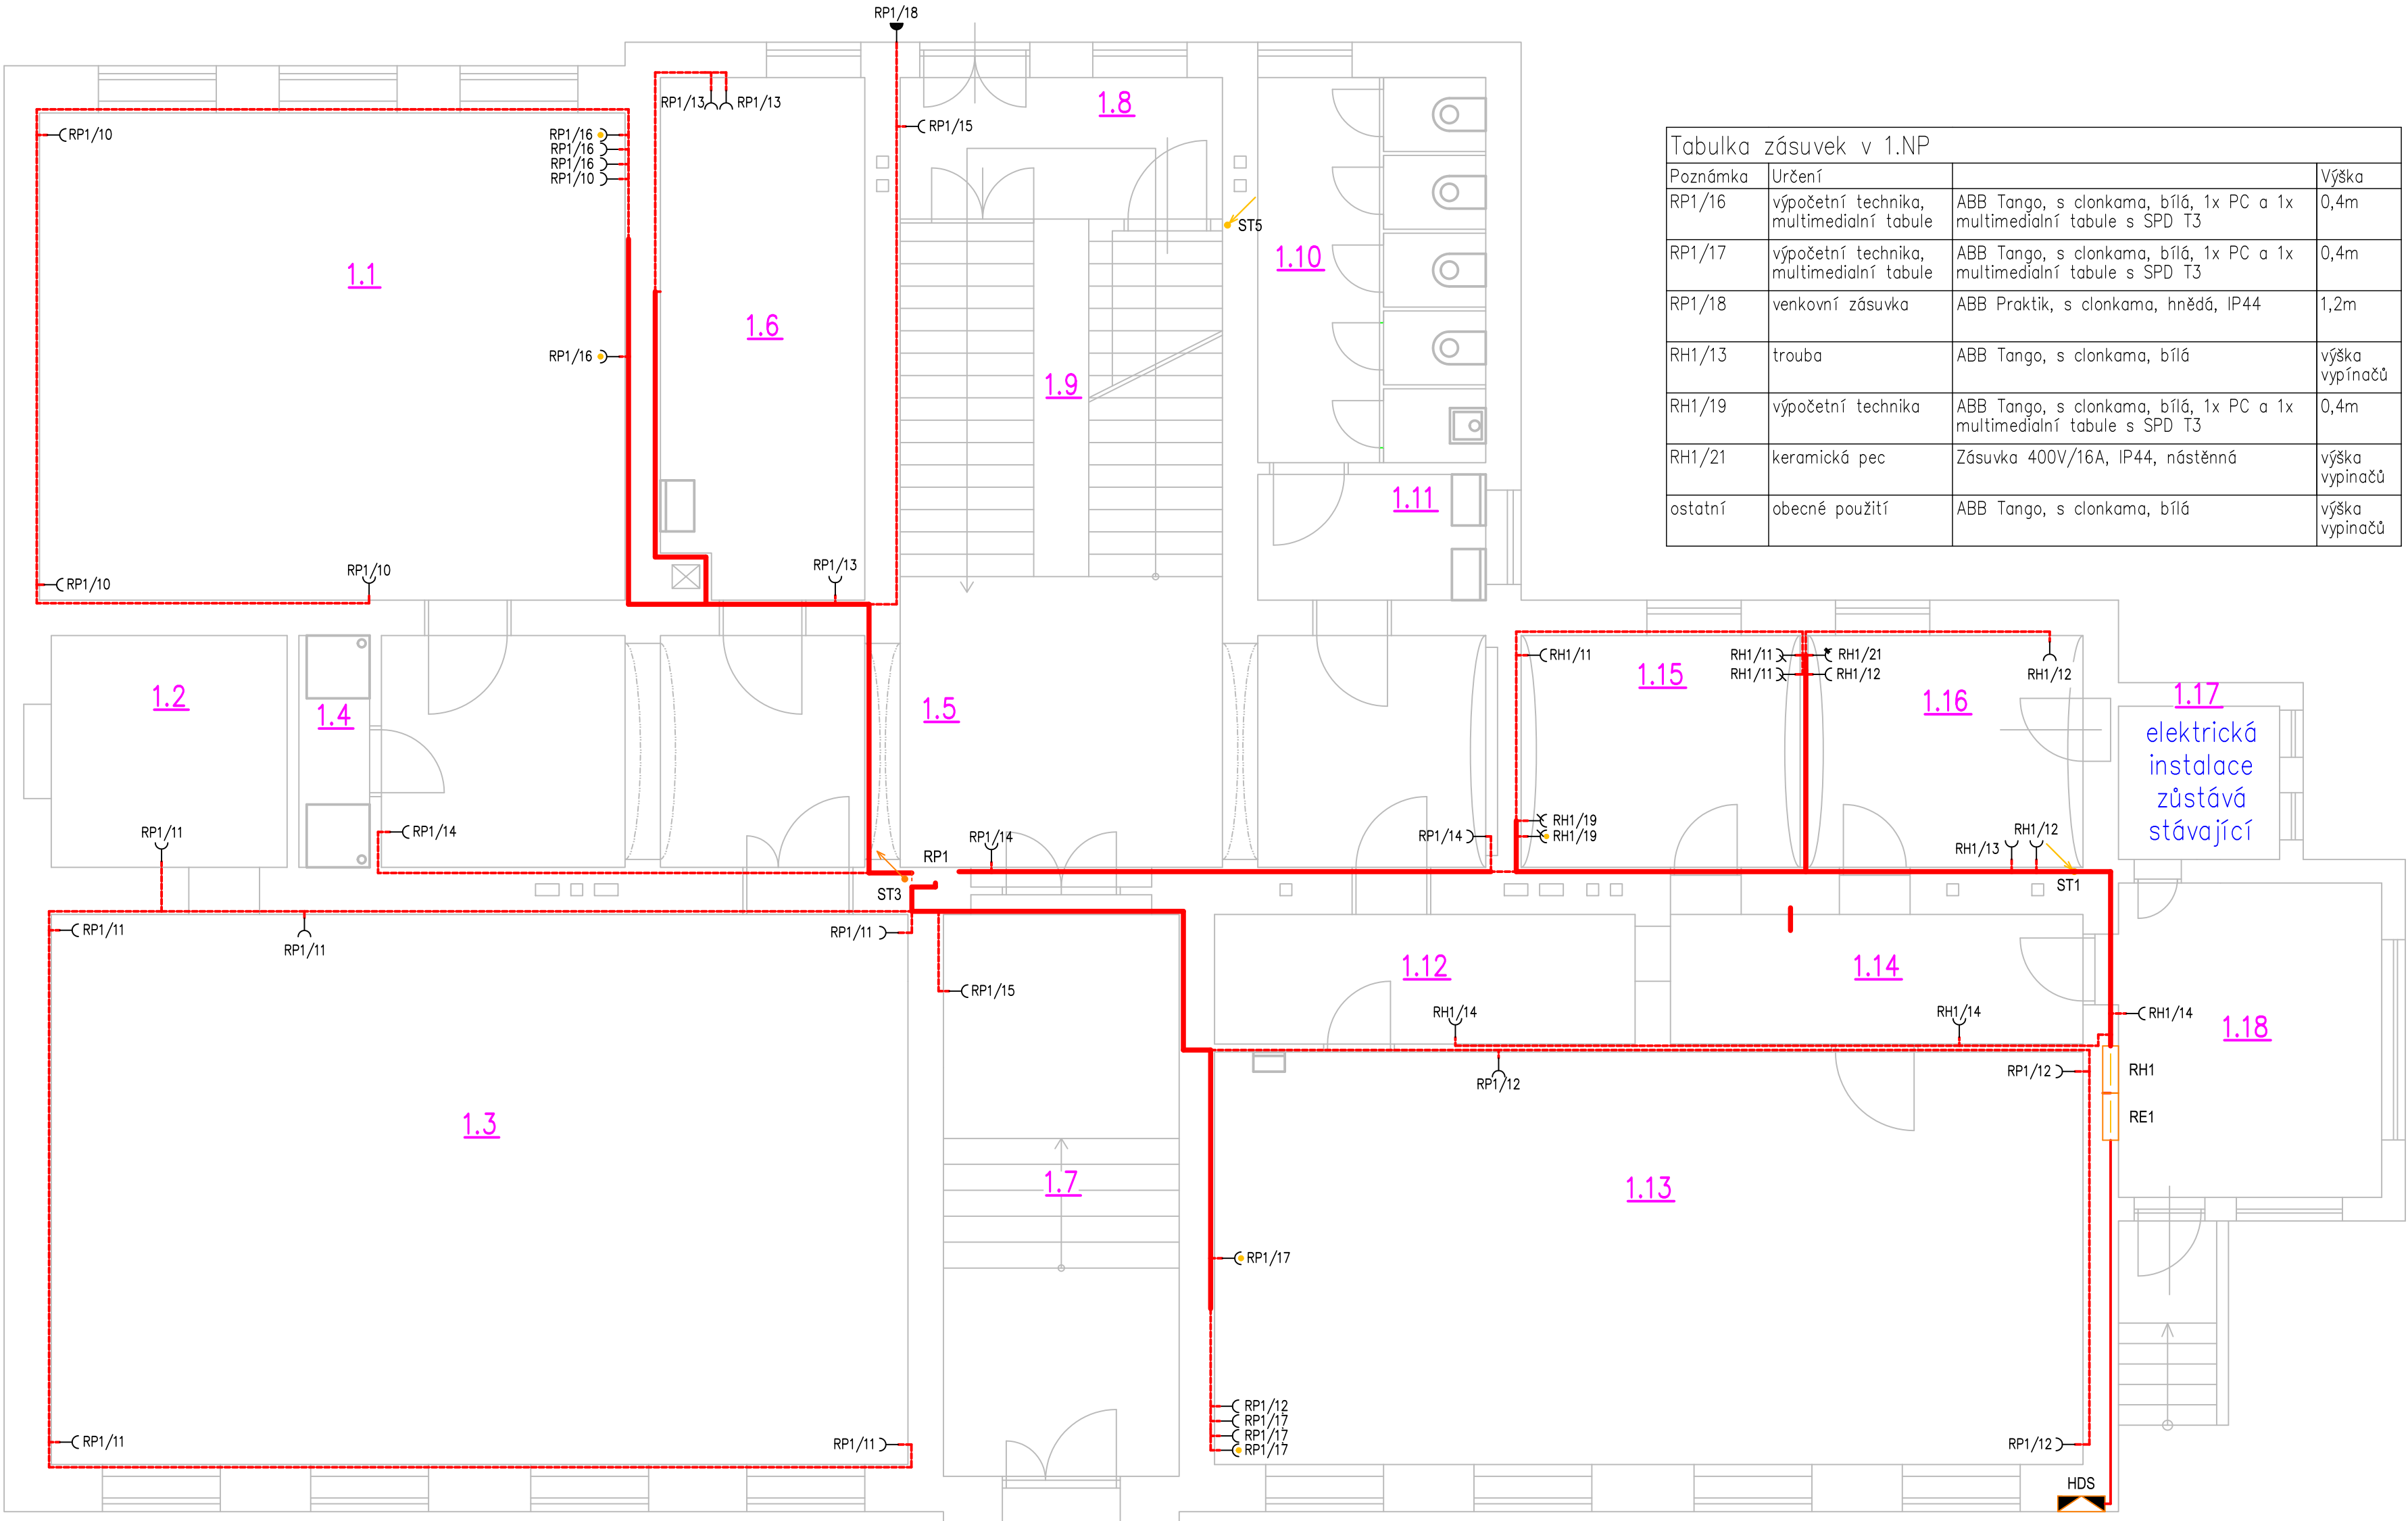 RP1/18
RP1/13
RP1/13
RP1/10
RP1/16
RP1/16
RP1/16
RP1/10
RP1/15
1.8
Tabulka zásuvek v 1.NP
Poznámka Určení Výška
RP1/16 výpočetní technika, multimedialní tabule ABB Tango, s clonkama, bílá, 1x PC a 1x multimedialní tabule s SPD T3 0,4m
RP1/17 výpočetní technika, multimedialní tabule ABB Tango, s clonkama, bílá, 1x PC a 1x multimedialní tabule s SPD T3 0,4m
RP1/18 venkovní zásuvka ABB Praktik, s clonkama, hnědá, IP44 1,2m
RH1/13 trouba ABB Tango, s clonkama, bílá výška vypínačů
RH1/19 výpočetní technika ABB Tango, s clonkama, bílá, 1x PC a 1x multimedialní tabule s SPD T3 0,4m
RH1/21 keramická pec Zásuvka 400V/16A, IP44, nástěnná výška vypinačů
ostatní obecné použití ABB Tango, s clonkama, bílá výška vypinačů
ST5
1.10
1.1
1.6
RP1/16
1.9
1.11
RP1/10
RP1/10
RP1/13
1.2
1.4
1.5
RH1/11
RH1/11
RH1/11
1.15
RH1/21
RH1/12
RH1/12
1.16
1.17
elektrická
instalace
zůstává
stávající
RP1/11
RP1/14
RP1
RP1/14
RP1/14
RH1/19
RH1/19
RH1/13
RH1/12
ST3
ST1
RP1/11
RP1/11
RP1/11
RP1/15
1.12
1.14
RH1/14
RH1/14
RH1/14
1.18
RP1/12
RP1/12
RH1
RE1
1.3
1.7
1.13
RP1/17
RP1/12
RP1/17
RP1/17
RP1/17
RP1/11
RP1/11
RP1/12
HDS